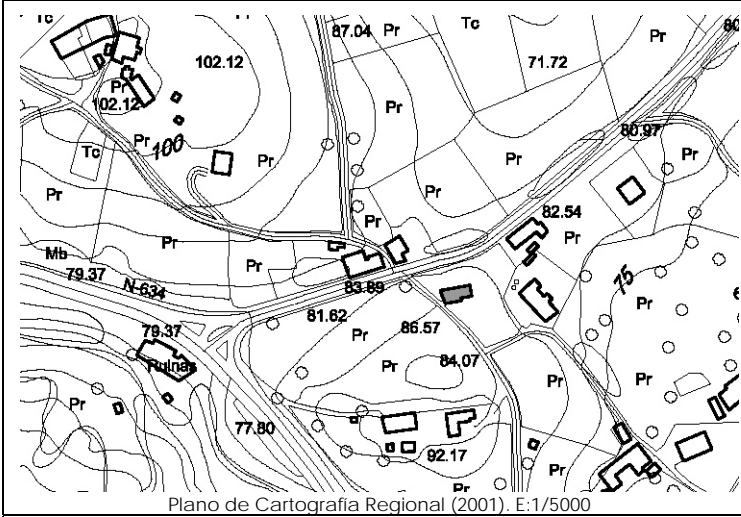 Tc
87.04
Pr
Tc
Pr
102.12
71.72
Pr
Pr
102.12
Pr
100
Tc
Pr
80.97
Pr
Pr
Pr
Pr
82.54
Pr
Pr
Pr
Mb
79.37
N-634
83.89
75
Pr
79.37
81.62
Pr
86.57
Pr
84.07
Ruinas
Pr
Pr
Pr
77.80
92.17
Pr
Pr
Plano de Cartografía Regional (2001). E:1/5000